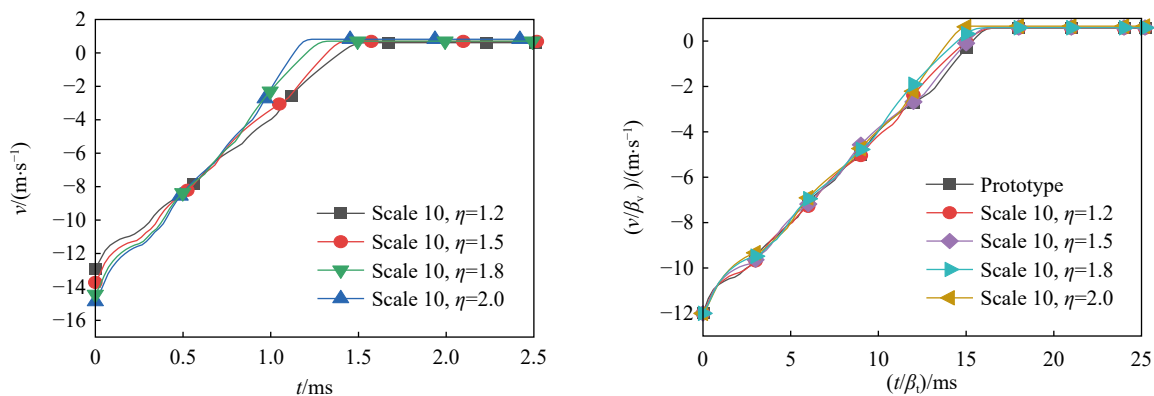 2
0
−2
−4
−6
−8
−10
−12
−14
−16
v/(m·s⁻¹)
0
0.5
1.0
1.5
2.0
2.5
t/ms
Scale 10, η=1.2
Scale 10, η=1.5
Scale 10, η=1.8
Scale 10, η=2.0
0
−2
−4
−6
−8
−10
−12
(v/βᵥ)/(m·s⁻¹)
0
5
10
15
20
25
(t/βₜ)/ms
Prototype
Scale 10, η=1.2
Scale 10, η=1.5
Scale 10, η=1.8
Scale 10, η=2.0